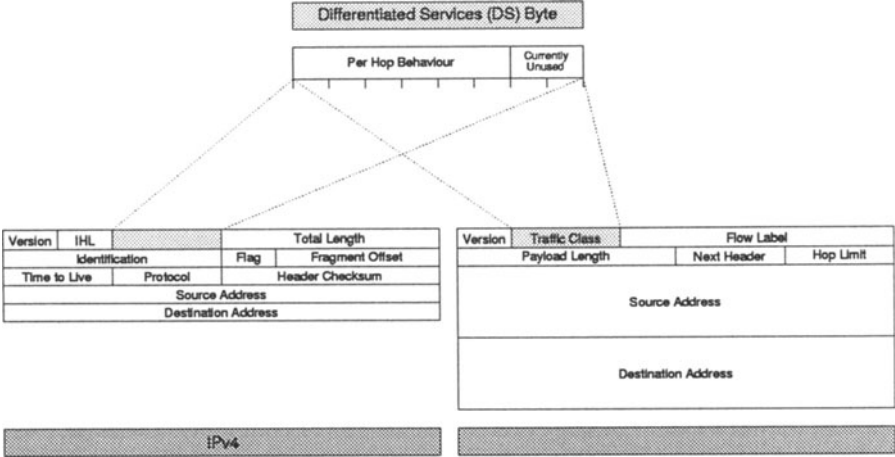 Differentiated Services (DS) Byte
Per Hop Behaviour
Currently Unused
Version IHL Total Length
Identification Flag Fragment Offset
Time to Live Protocol Header Checksum
Source Address
Destination Address
Version Traffic Class Flow Label
Payload Length Next Header Hop Limit
Source Address
Destination Address
IPv4